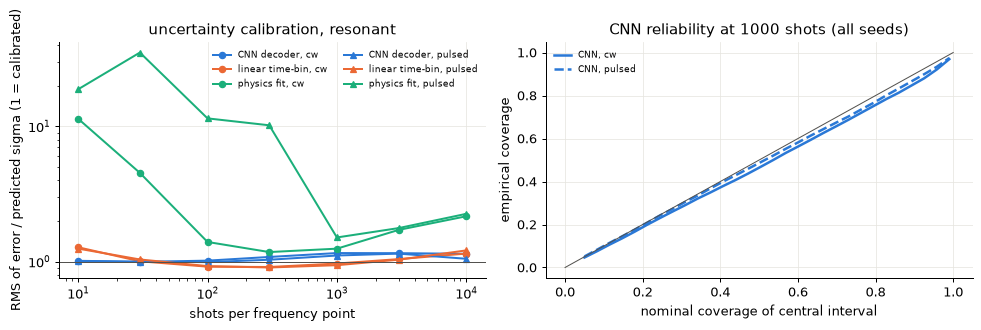 uncertainty calibration, resonant
RMS of error / predicted sigma (1 = calibrated)
CNN decoder, cw
linear time-bin, cw
physics fit, cw
CNN decoder, pulsed
linear time-bin, pulsed
physics fit, pulsed
10¹
10⁰
10¹ 10² 10³ 10⁴
shots per frequency point
CNN reliability at 1000 shots (all seeds)
empirical coverage
CNN, cw
CNN, pulsed
1.0
0.8
0.6
0.4
0.2
0.0
0.0 0.2 0.4 0.6 0.8 1.0
nominal coverage of central interval